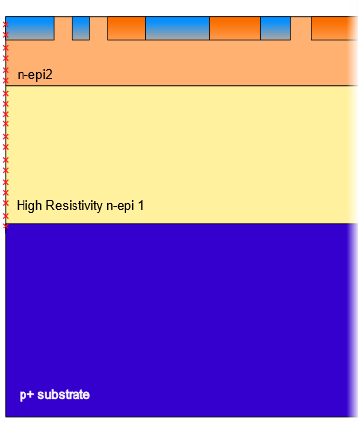 n-epi2
High Resistivity n-epi 1
p+ substrate